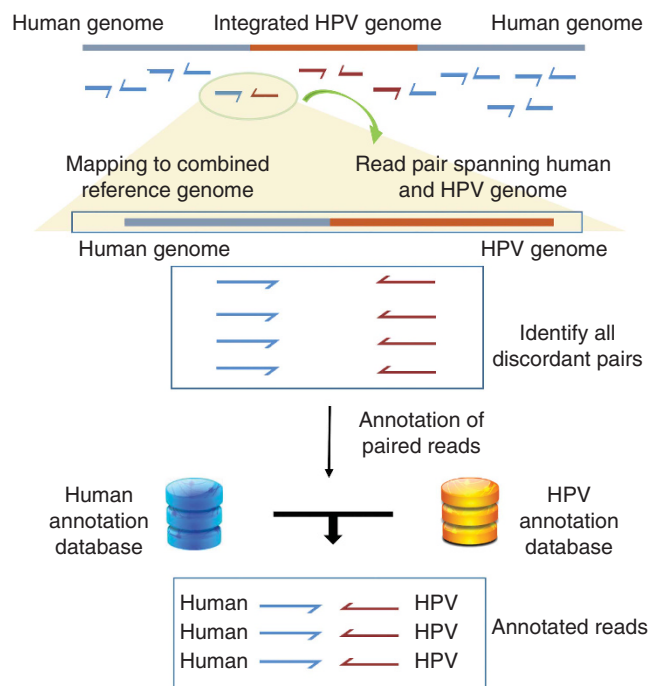 Human genome
Integrated HPV genome
Human genome
Mapping to combined
reference genome
Read pair spanning human
and HPV genome
Human genome
HPV genome
Identify all
discordant pairs
Annotation of
paired reads
Human
annotation
database
HPV
annotation
database
Human HPV
Human HPV
Human HPV
Annotated reads